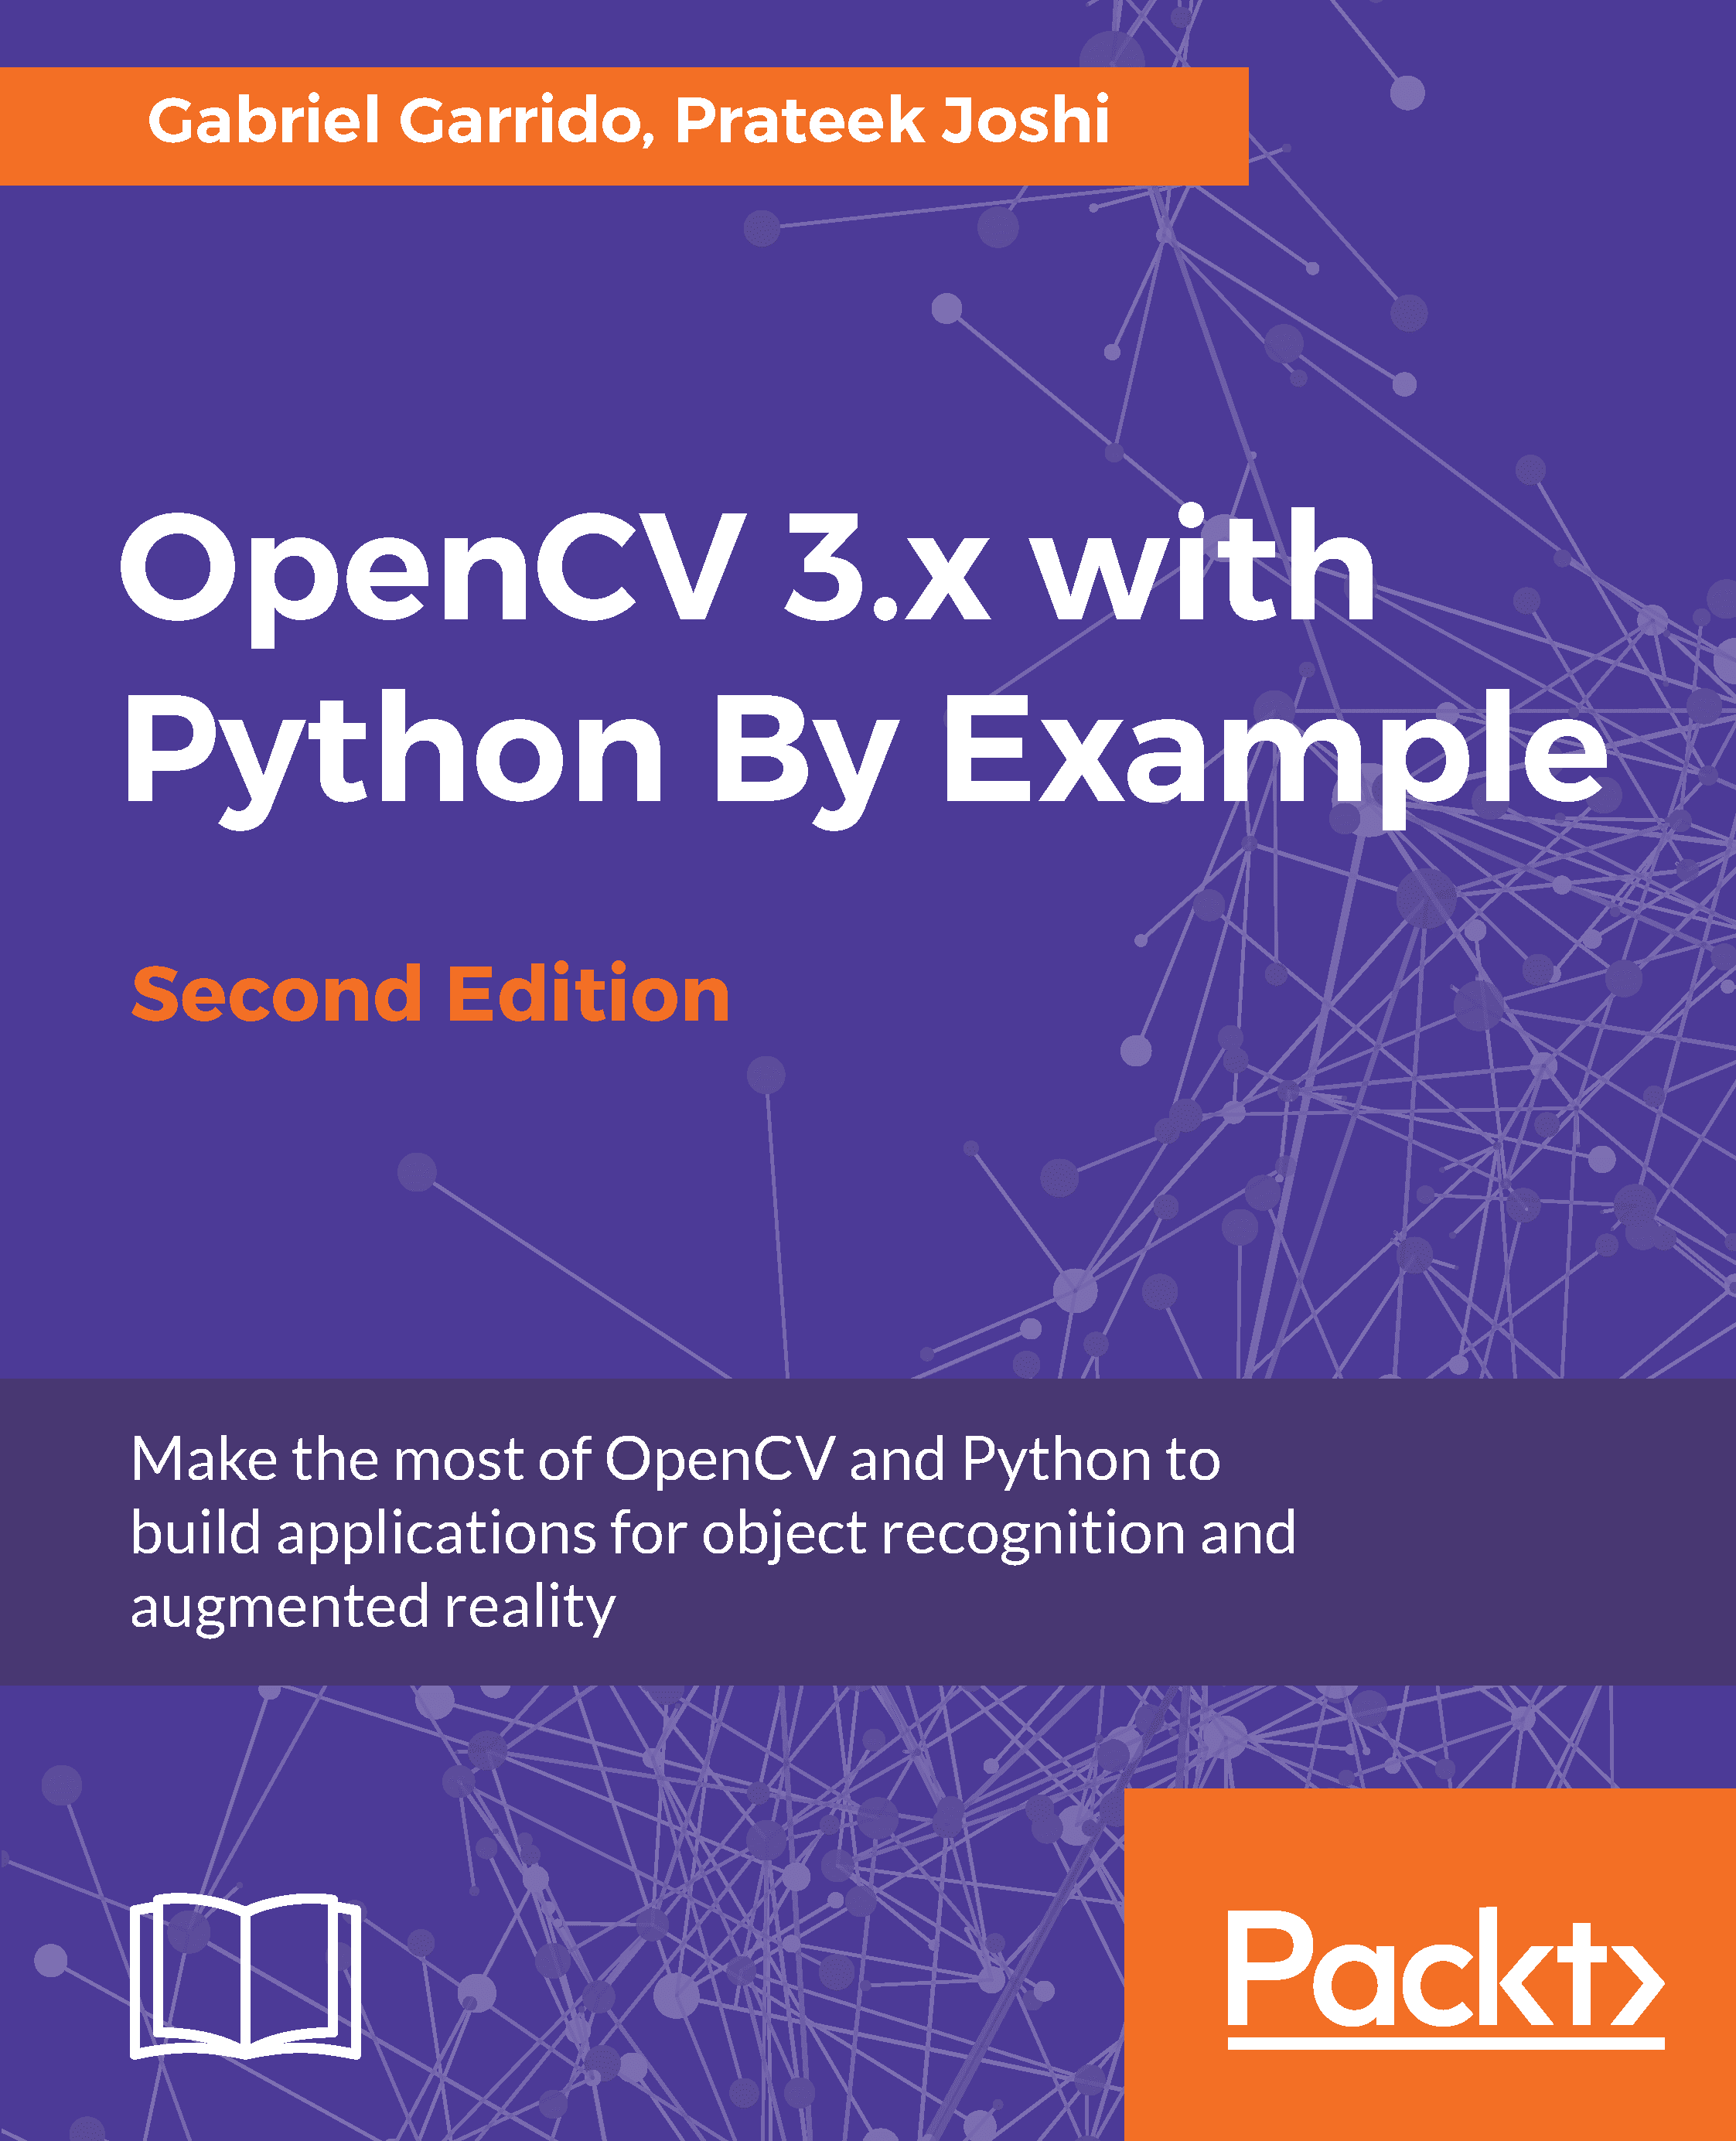 Gabriel Garrido, Prateek Joshi
OpenCV 3.x with
Python By Example
Second Edition
Make the most of OpenCV and Python to
build applications for object recognition and
augmented reality
Packt>